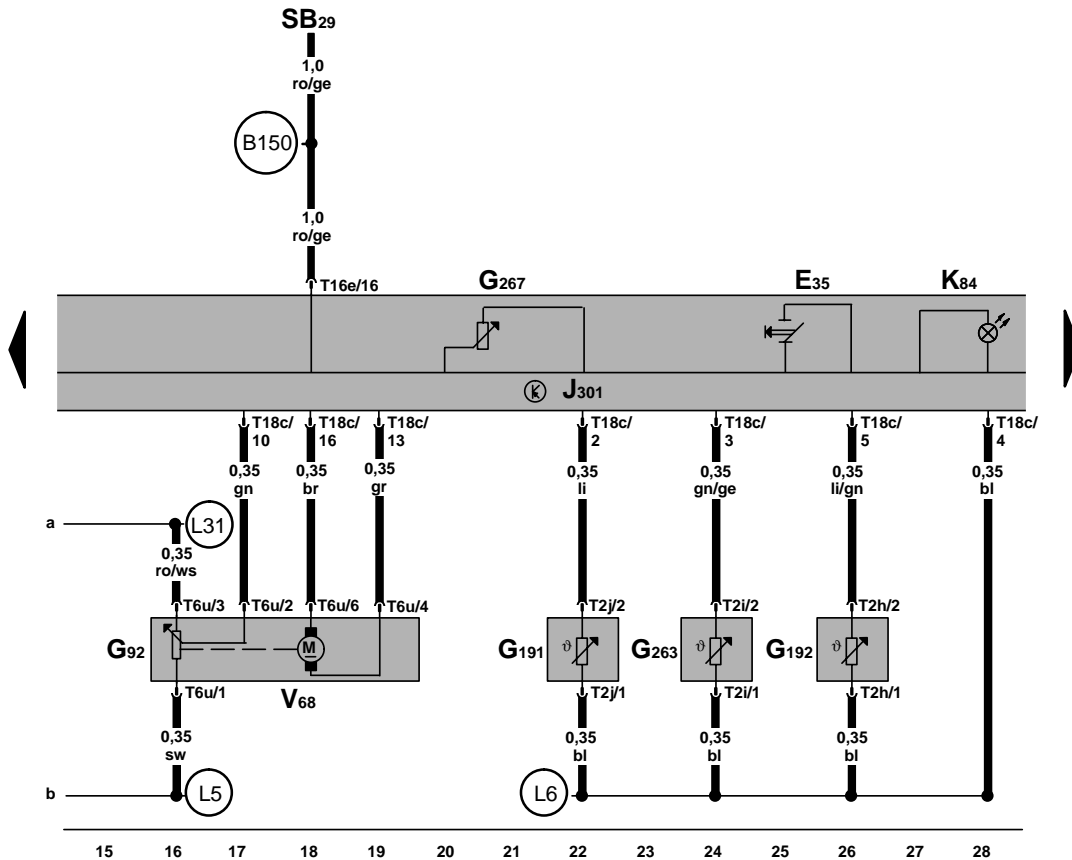 SB29
1,0
ro/ge
B150
1,0
ro/ge
T16e/16
G267
E35
K84
J301
T18c/
10
T18c/
16
T18c/
13
T18c/
2
T18c/
3
T18c/
5
T18c/
4
0,35
gn
0,35
br
0,35
gr
0,35
li
0,35
gn/ge
0,35
li/gn
0,35
bl
a
L31
0,35
ro/ws
T6u/3
T6u/2
T6u/6
T6u/4
T2j/2
T2i/2
T2h/2
G92
M
G191
ϑ
G263
ϑ
G192
ϑ
T6u/1
V68
T2j/1
T2i/1
T2h/1
0,35
sw
0,35
bl
0,35
bl
0,35
bl
b
L5
L6
15 16 17 18 19 20 21 22 23 24 25 26 27 28